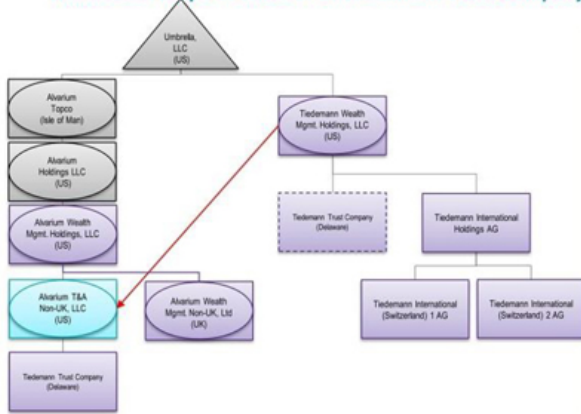 Umbrella,
LLC
(US)
Alvarium
Topco
(Isle of Man)
Tiedemann Wealth
Mgmt. Holdings, LLC
(US)
Alvarium
Holdings LLC
(US)
Alvarium Wealth
Mgmt. Holdings, LLC
(US)
Tiedemann Trust Company
(Delaware)
Tiedemann International
Holdings AG
Alvarium T&A
Non-UK, LLC
(US)
Alvarium Wealth
Mgmt. Non-UK, Ltd
(UK)
Tiedemann International
(Switzerland) 1 AG
Tiedemann International
(Switzerland) 2 AG
Tiedemann Trust Company
(Delaware)